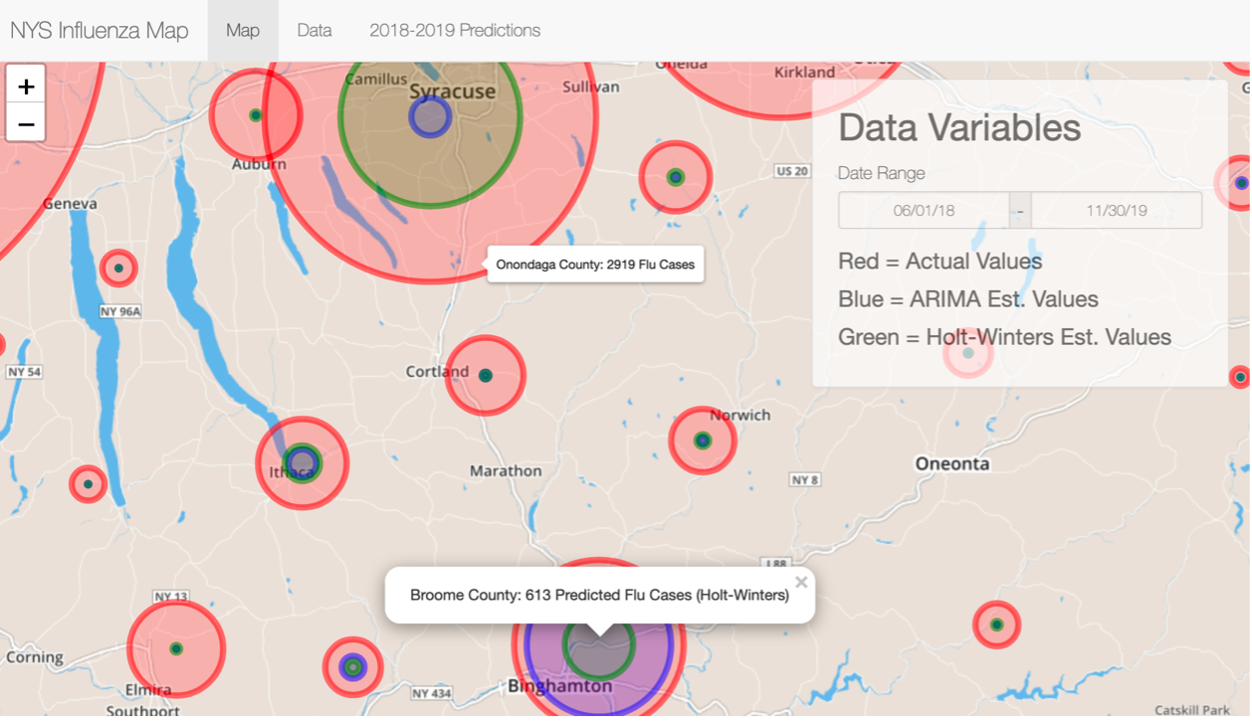 NYS Influenza Map Map Data 2018-2019 Predictions
+
−
Camillus
Syracuse
Sullivan
Oneida
Kirkland
Utica
Auburn
US 20
Geneva
NY 96A
NY 54
Data Variables
Date Range
06/01/18 - 11/30/19
Red = Actual Values
Blue = ARIMA Est. Values
Green = Holt-Winters Est. Values
Onondaga County: 2919 Flu Cases
Cortland
Norwich
Ithaca
Marathon
NY 8
Oneonta
I 88
Broome County: 613 Predicted Flu Cases (Holt-Winters) ×
NY 13
Corning
Elmira
Southport
NY 434
Binghamton
Catskill Park